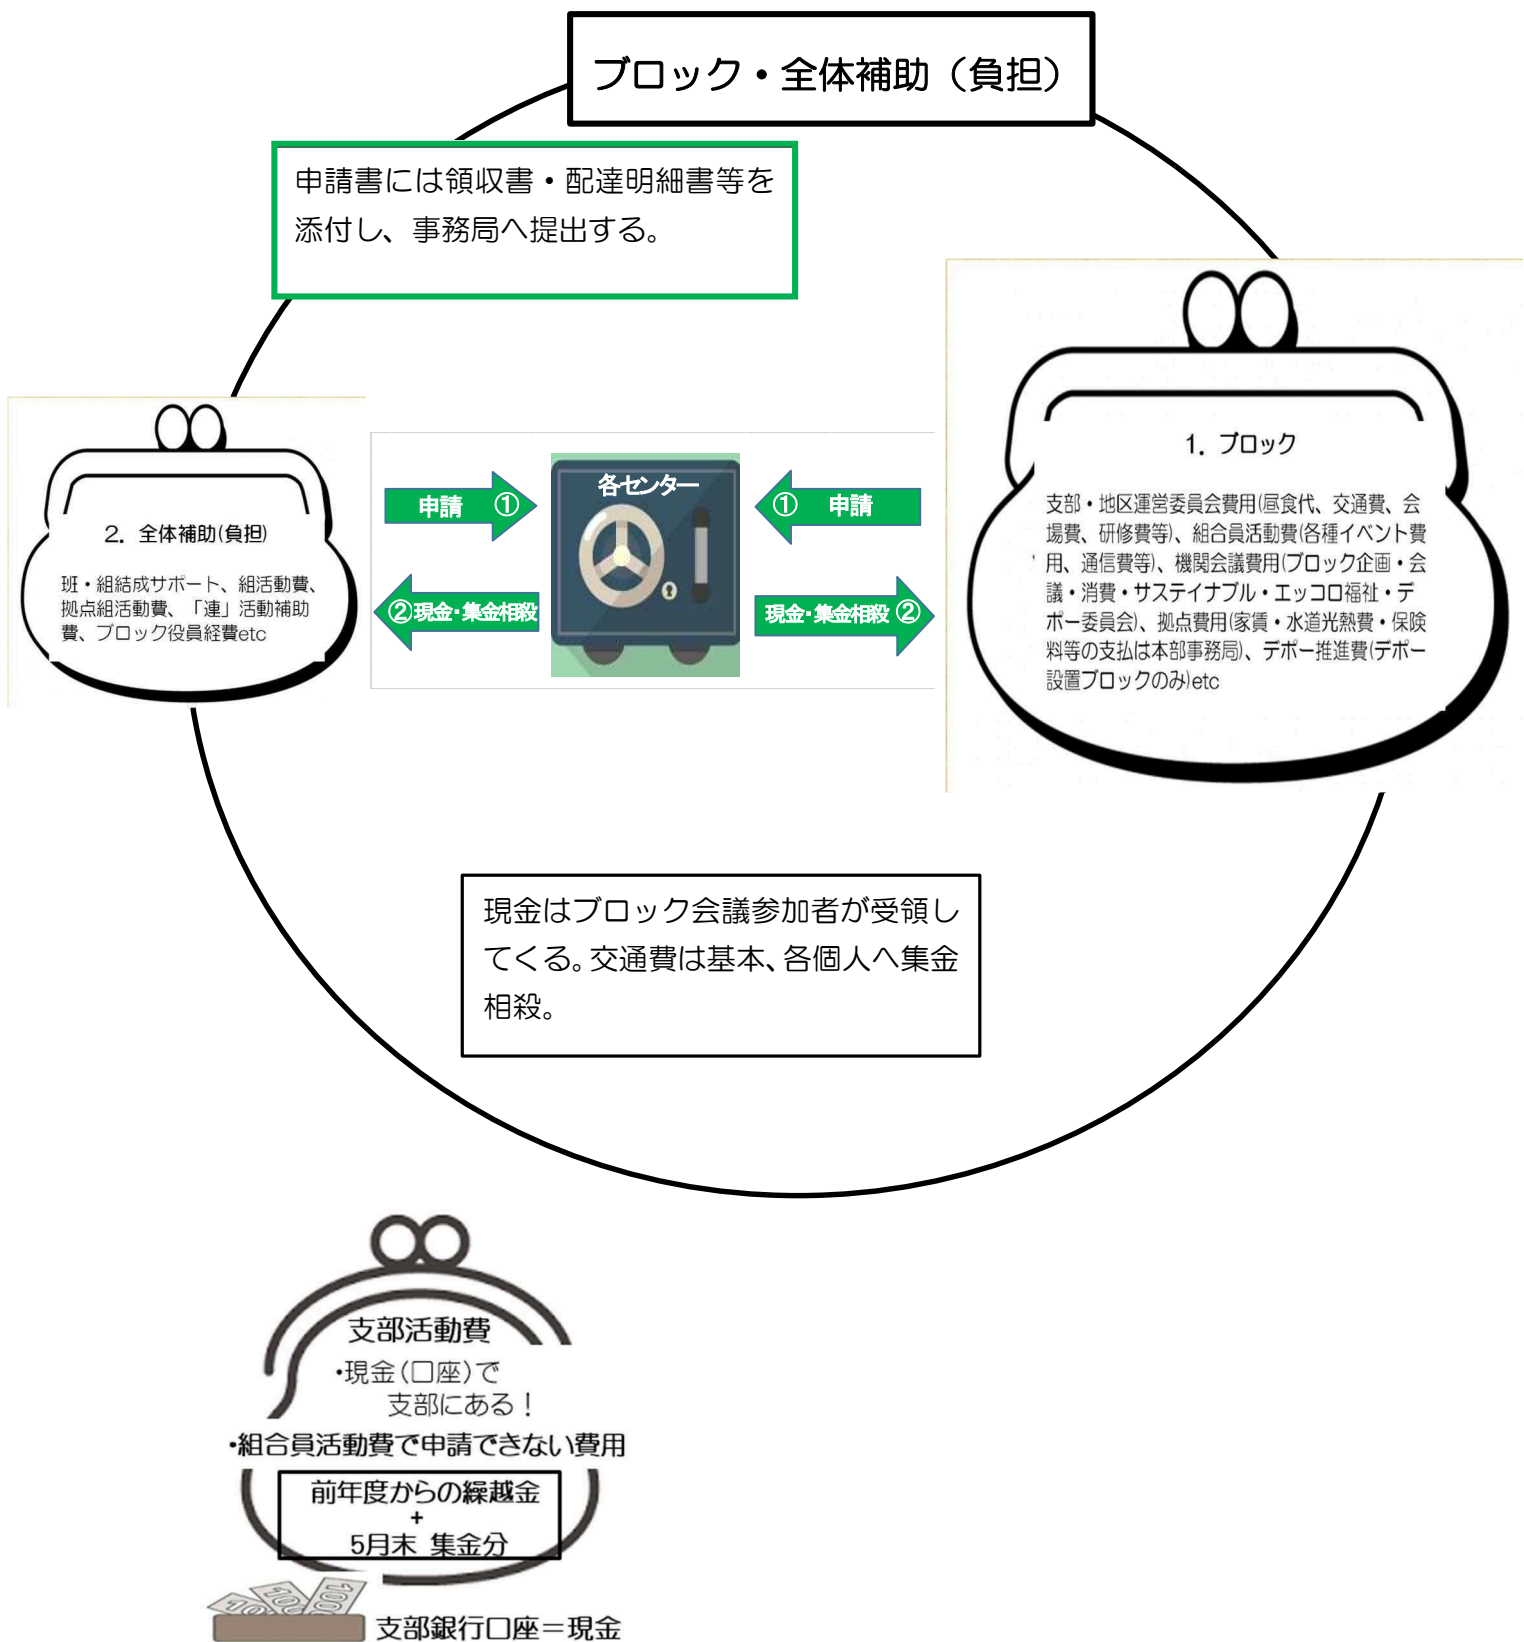 ブロック・全体補助（負担）
申請書には領収書・配達明細書等を
添付し、事務局へ提出する。
1．ブロック
支部・地区運営委員会費用(昼食代、交通費、会
場費、研修費等)、組合員活動費(各種イベント費
用、通信費等)、機関会議費用(ブロック企画・会
議・消費・サステイナブル・エッコロ福祉・デ
ポー委員会)、拠点費用(家賃・水道光熱費・保険
料等の支払は本部事務局)、デポー推進費(デポー
設置ブロックのみ)etc
2．全体補助(負担)
班・組結成サポート、組活動費、
拠点組活動費、「連」活動補助
費、ブロック役員経費etc
各センター
申請 ①
① 申請
②現金・集金相殺
現金・集金相殺 ②
現金はブロック会議参加者が受領し
てくる。交通費は基本、各個人へ集金
相殺。
支部活動費
・現金(口座)で
支部にある！
・組合員活動費で申請できない費用
前年度からの繰越金
+
5月末 集金分
支部銀行口座＝現金